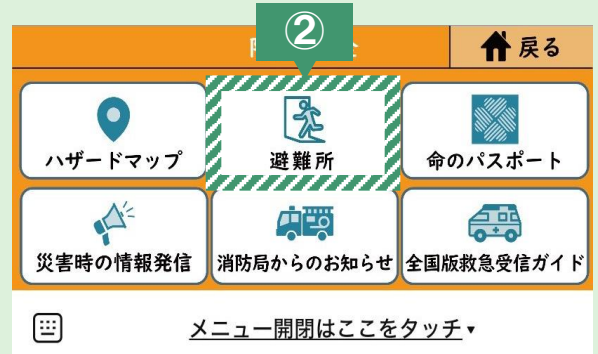 ②
戻る
ハザードマップ
避難所
命のパスポート
災害時の情報発信
消防局からのお知らせ
全国版救急受信ガイド
メニュー開閉はここをタッチ▾